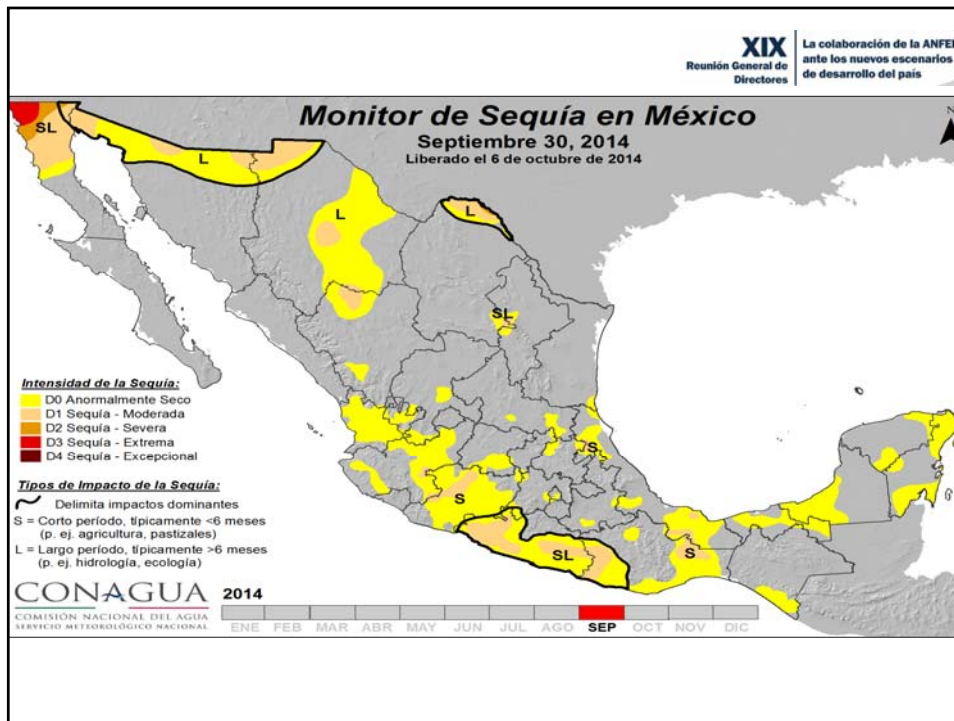 XIX
Reunión General de
Directores
La colaboración de la ANFEI
ante los nuevos escenarios
de desarrollo del país
Monitor de Sequía en México
Septiembre 30, 2014
Liberado el 6 de octubre de 2014
N
SL
L
L
L
SL
S
S
SL
S
Intensidad de la Sequía:
D0 Anormalmente Seco
D1 Sequía - Moderada
D2 Sequía - Severa
D3 Sequía - Extrema
D4 Sequía - Excepcional
Tipos de Impacto de la Sequía:
Delimita impactos dominantes
S = Corto período, típicamente <6 meses
(p. ej. agricultura, pastizales)
L = Largo período, típicamente >6 meses
(p. ej. hidrología, ecología)
CONAGUA
COMISIÓN NACIONAL DEL AGUA
SERVICIO METEOROLÓGICO NACIONAL
2014
ENE FEB MAR ABR MAY JUN JUL AGO SEP OCT NOV DIC